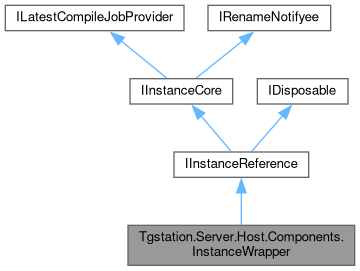 ILatestCompileJobProvider
IRenameNotifyee
IInstanceCore
IDisposable
IInstanceReference
Tgstation.Server.Host.Components.
InstanceWrapper